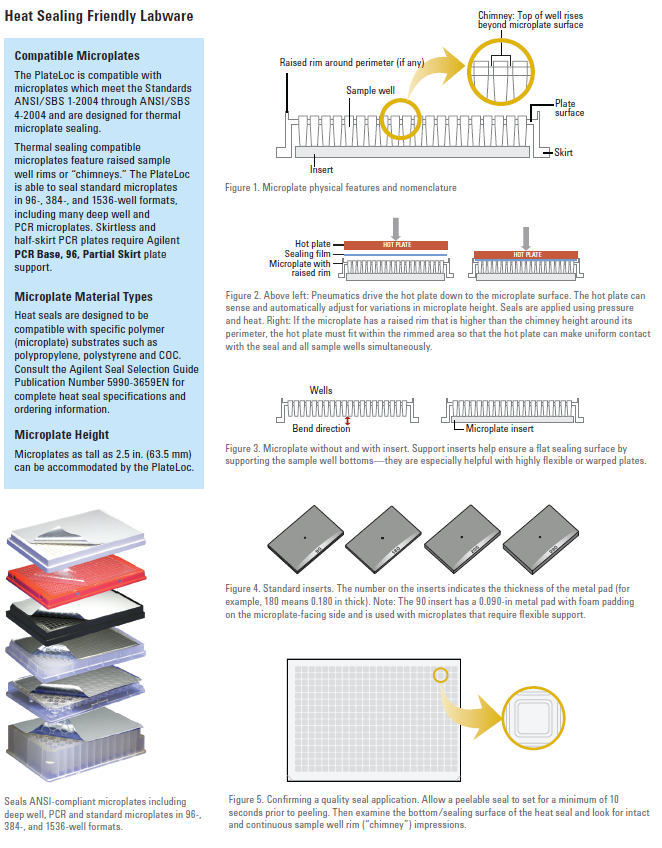 Heat Sealing Friendly Labware
Compatible Microplates
The PlateLoc is compatible with
microplates which meet the Standards
ANSI/SBS 1-2004 through ANSI/SBS
4-2004 and are designed for thermal
microplate sealing.
Thermal sealing compatible
microplates feature raised sample
well rims or “chimneys.” The PlateLoc
is able to seal standard microplates
in 96-, 384-, and 1536-well formats,
including many deep well and
PCR microplates. Skirtless and
half-skirt PCR plates require Agilent
PCR Base, 96, Partial Skirt plate
support.
Microplate Material Types
Heat seals are designed to be
compatible with specific polymer
(microplate) substrates such as
polypropylene, polystyrene and COC.
Consult the Agilent Seal Selection Guide
Publication Number 5990-3659EN for
complete heat seal specifications and
ordering information.
Microplate Height
Microplates as tall as 2.5 in. (63.5 mm)
can be accommodated by the PlateLoc.
Seals ANSI-compliant microplates including
deep well, PCR and standard microplates in 96-,
384-, and 1536-well formats.
Chimney: Top of well rises
beyond microplate surface
Raised rim around perimeter (if any)
Sample well
Plate
surface
Skirt
Insert
Figure 1. Microplate physical features and nomenclature
Hot plate
HOT PLATE
Sealing film
Microplate with
raised rim
HOT PLATE
Figure 2. Above left: Pneumatics drive the hot plate down to the microplate surface. The hot plate can
sense and automatically adjust for variations in microplate height. Seals are applied using pressure
and heat. Right: If the microplate has a raised rim that is higher than the chimney height around its
perimeter, the hot plate must fit within the rimmed area so that the hot plate can make uniform contact
with the seal and all sample wells simultaneously.
Wells
Bend direction
Microplate insert
Figure 3. Microplate without and with insert. Support inserts help ensure a flat sealing surface by
supporting the sample well bottoms—they are especially helpful with highly flexible or warped plates.
90
180
Figure 4. Standard inserts. The number on the inserts indicates the thickness of the metal pad (for
example, 180 means 0.180 in thick). Note: The 90 insert has a 0.090-in metal pad with foam padding
on the microplate-facing side and is used with microplates that require flexible support.
Figure 5. Confirming a quality seal application. Allow a peelable seal to set for a minimum of 10
seconds prior to peeling. Then examine the bottom/sealing surface of the heat seal and look for intact
and continuous sample well rim (“chimney”) impressions.